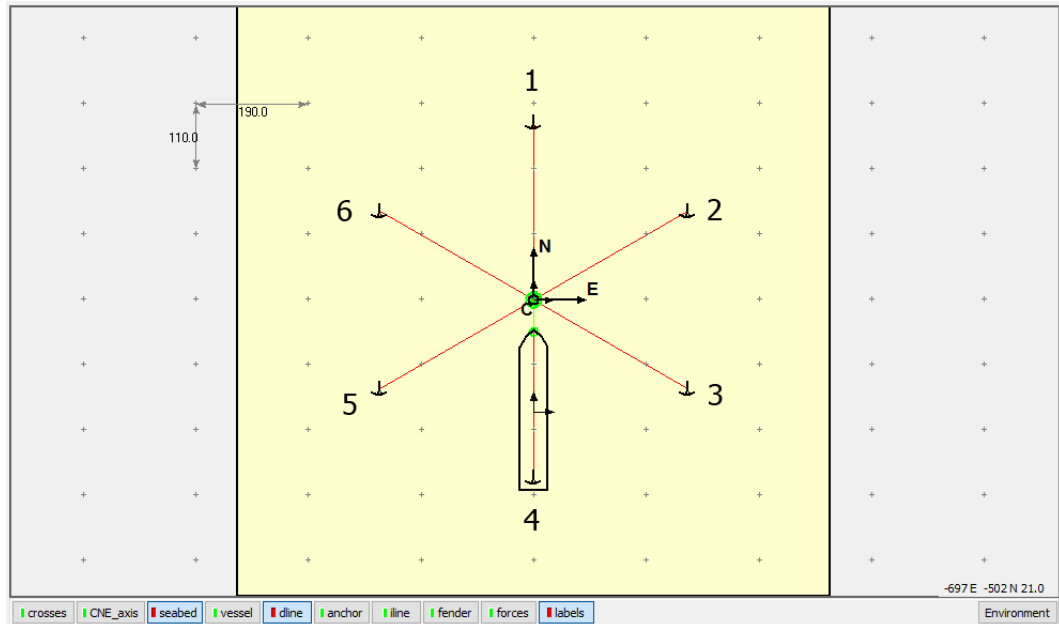 1
190.0
110.0
6
2
N
E
C
5
3
4
-697 E -502 N 21.0
crosses CNE_axis seabed vessel dline anchor iline fender forces labels Environment